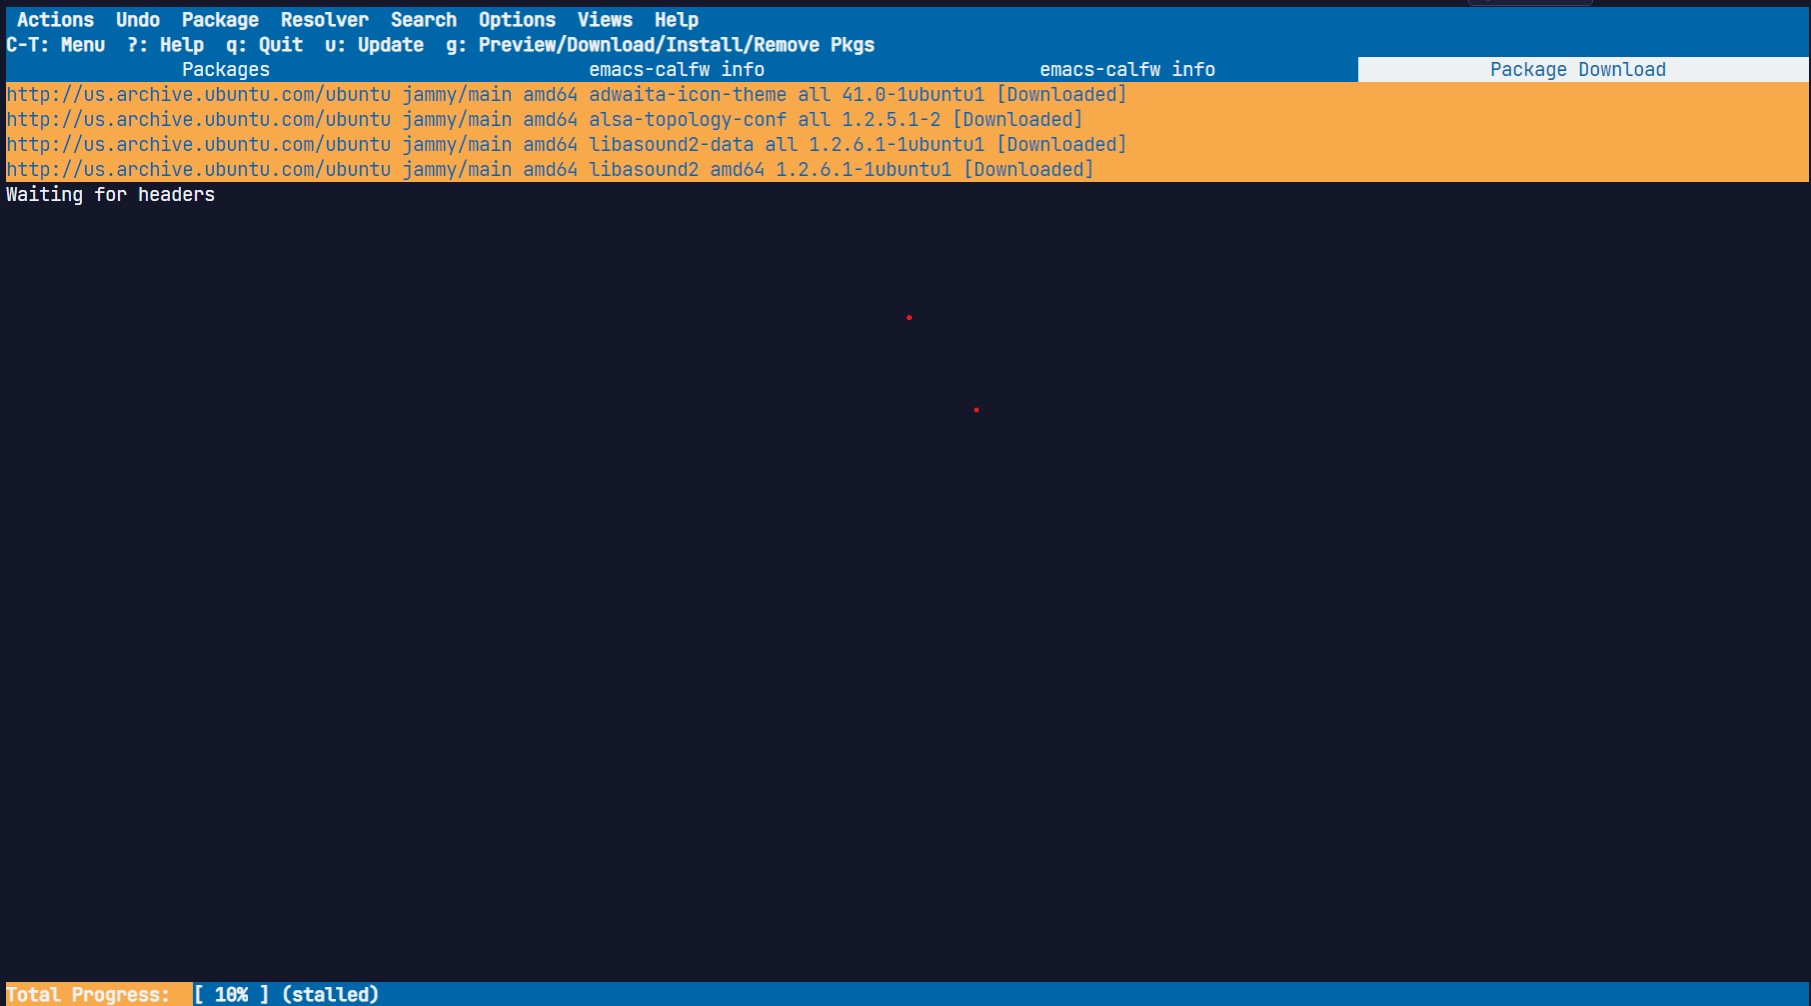 Actions Undo Package Resolver Search Options Views Help
C-T: Menu ?: Help q: Quit u: Update g: Preview/Download/Install/Remove Pkgs
Packages emacs-calfw info emacs-calfw info Package Download
http://us.archive.ubuntu.com/ubuntu jammy/main amd64 adwaita-icon-theme all 41.0-1ubuntu1 [Downloaded]
http://us.archive.ubuntu.com/ubuntu jammy/main amd64 alsa-topology-conf all 1.2.5.1-2 [Downloaded]
http://us.archive.ubuntu.com/ubuntu jammy/main amd64 libasound2-data all 1.2.6.1-1ubuntu1 [Downloaded]
http://us.archive.ubuntu.com/ubuntu jammy/main amd64 libasound2 amd64 1.2.6.1-1ubuntu1 [Downloaded]
Waiting for headers
Total Progress: [ 10% ] (stalled)